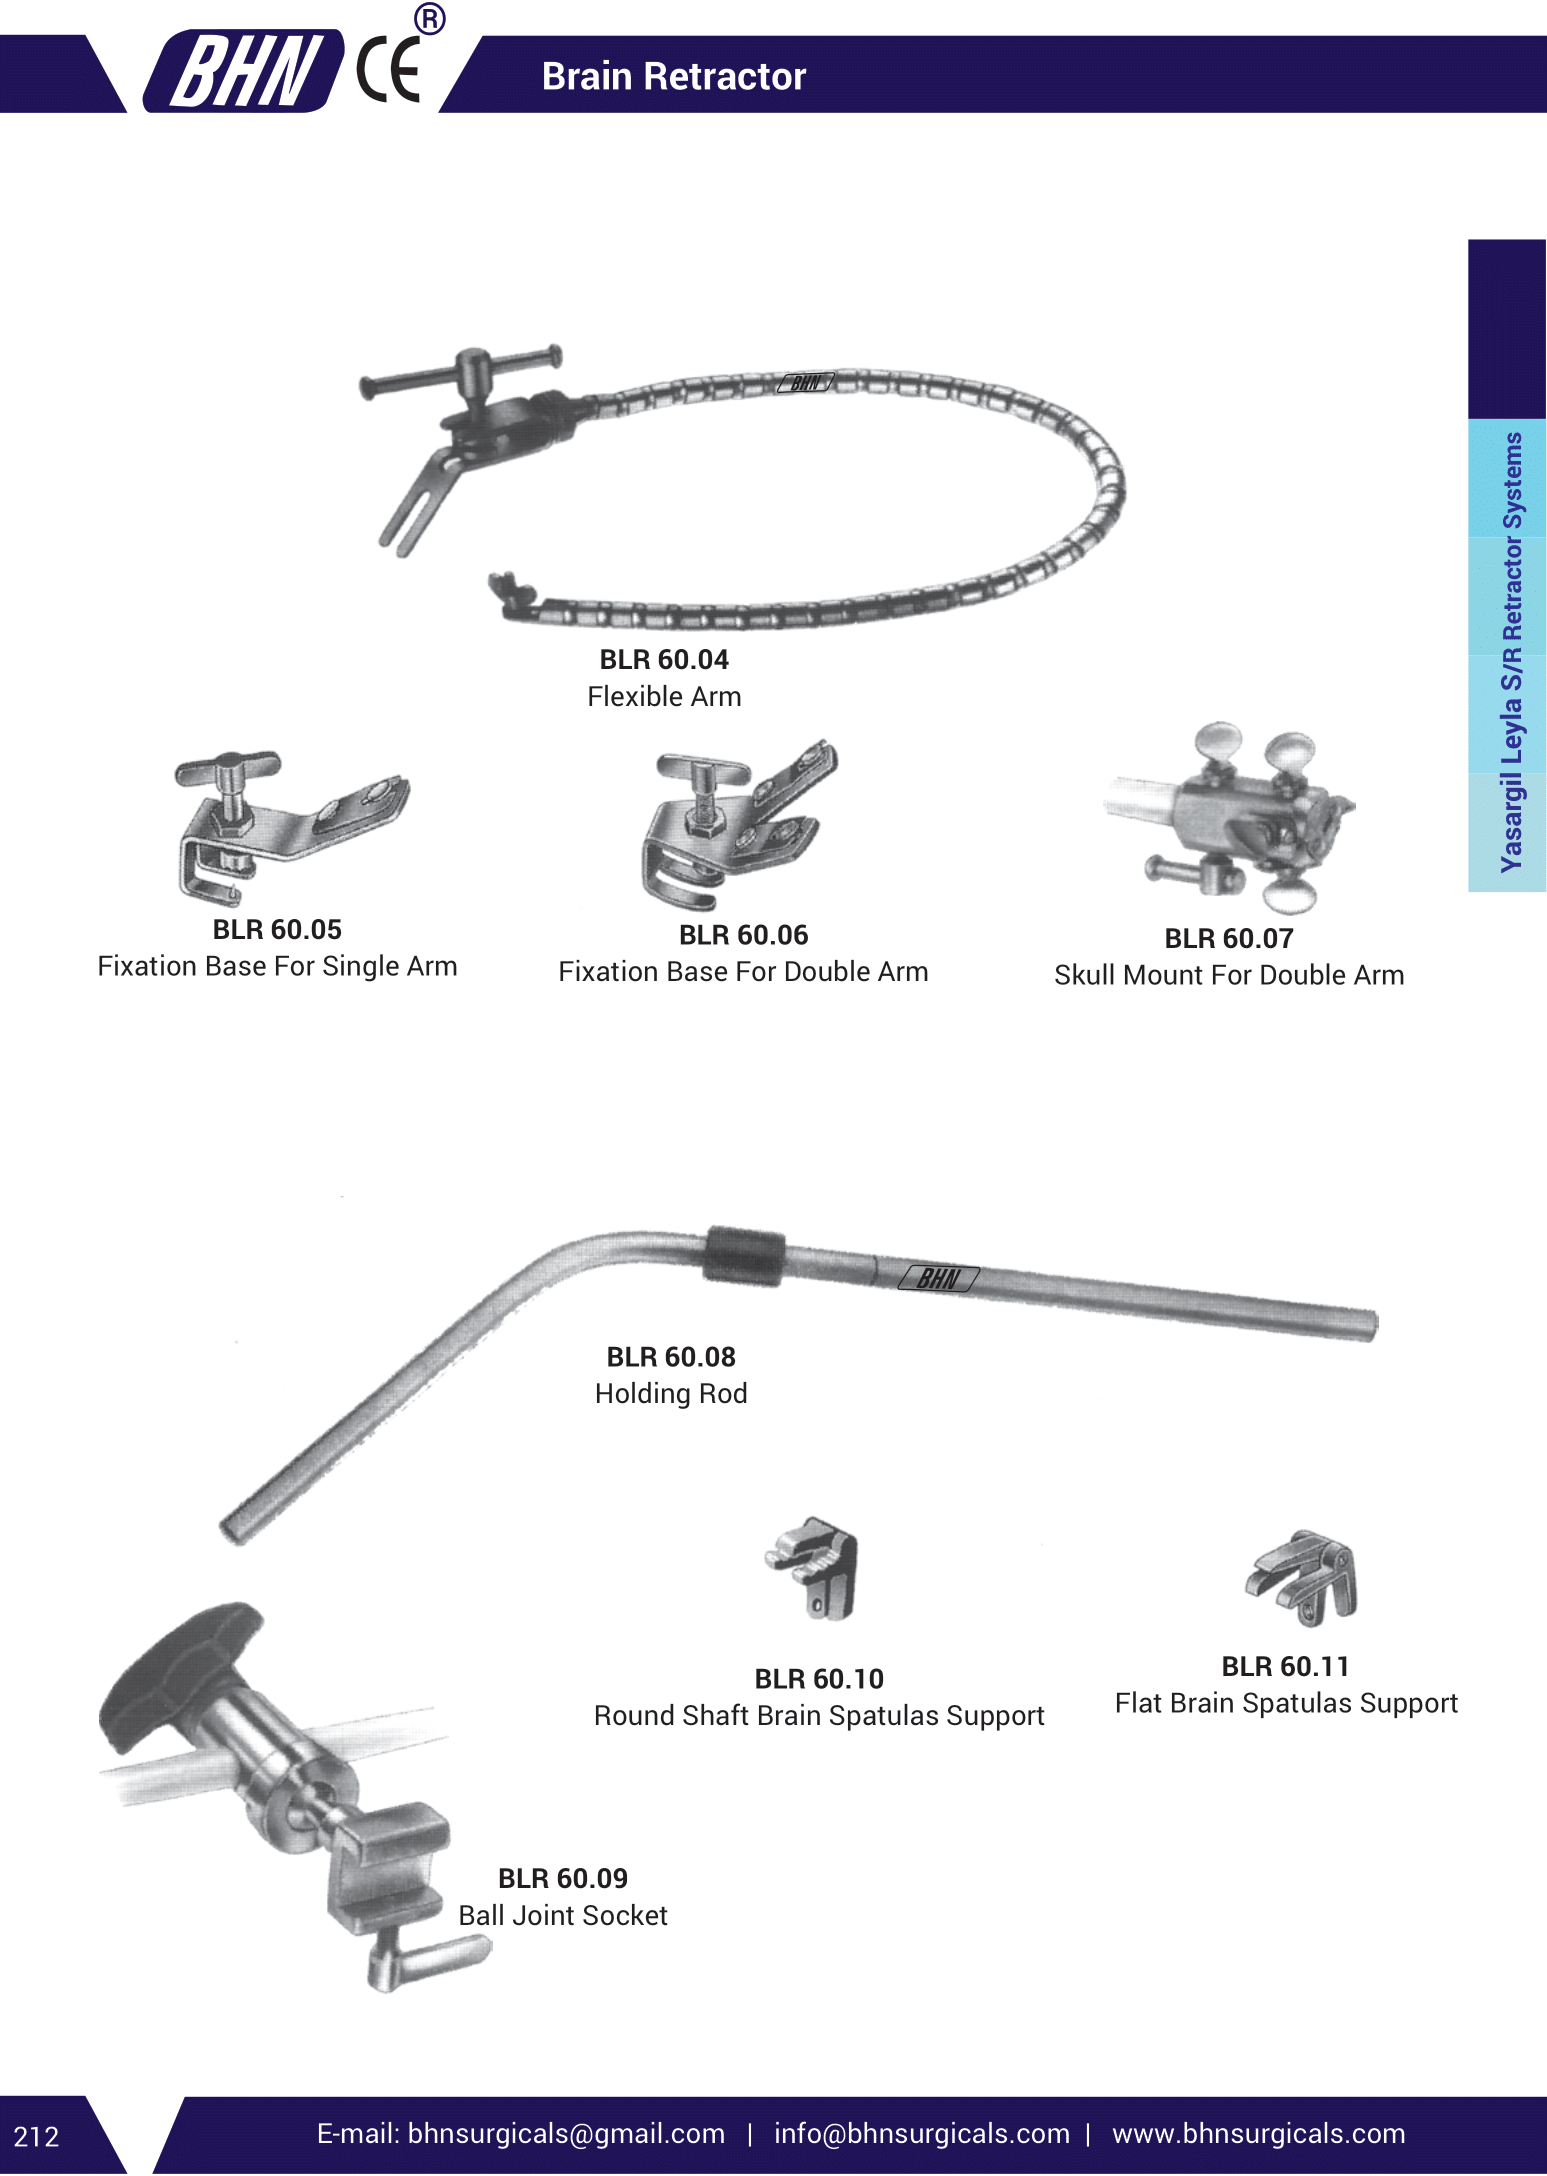 BHN CE ®
Brain Retractor
Yasargil Leyla S/R Retractor Systems
BHN
BLR 60.04
Flexible Arm
BLR 60.05
Fixation Base For Single Arm
BLR 60.06
Fixation Base For Double Arm
BLR 60.07
Skull Mount For Double Arm
BHN
BLR 60.08
Holding Rod
BLR 60.10
Round Shaft Brain Spatulas Support
BLR 60.11
Flat Brain Spatulas Support
BLR 60.09
Ball Joint Socket
212
E-mail: bhnsurgicals@gmail.com | info@bhnsurgicals.com | www.bhnsurgicals.com